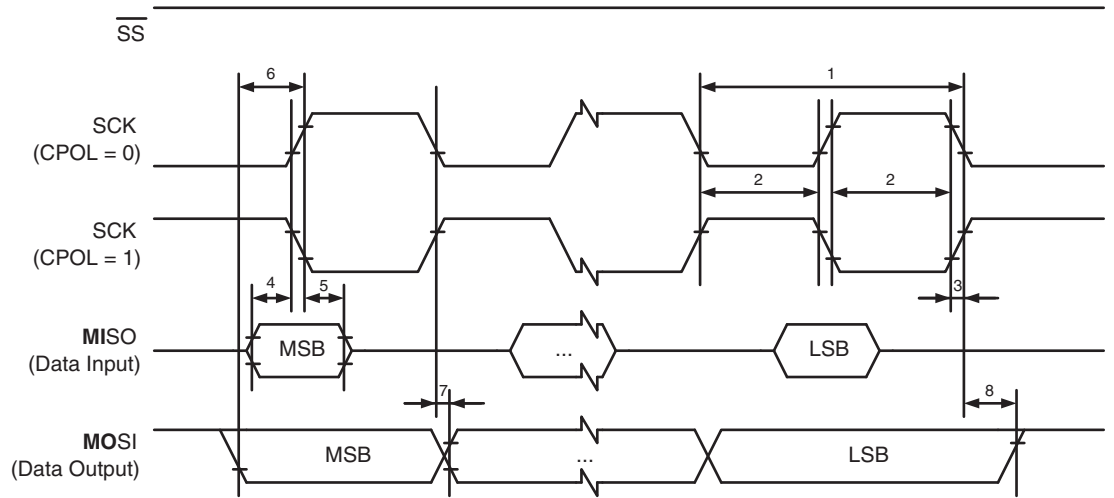 SS
6
1
SCK
(CPOL = 0)
2
2
SCK
(CPOL = 1)
4
5
3
MISO
(Data Input)
MSB
...
LSB
7
8
MOSI
(Data Output)
MSB
...
LSB